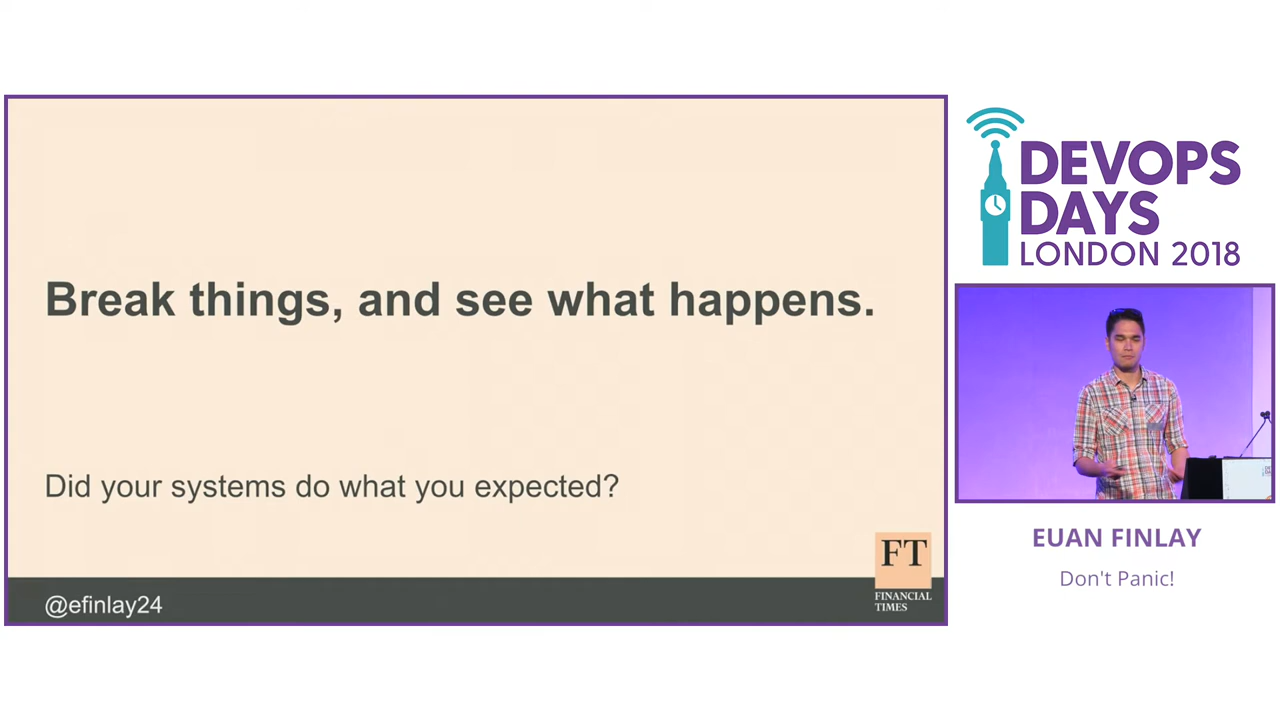 Break things, and see what happens.
Did your systems do what you expected?
@efinlay24
FT
FINANCIAL
TIMES
DEVOPS
DAYS
LONDON 2018
EUAN FINLAY
Don't Panic!